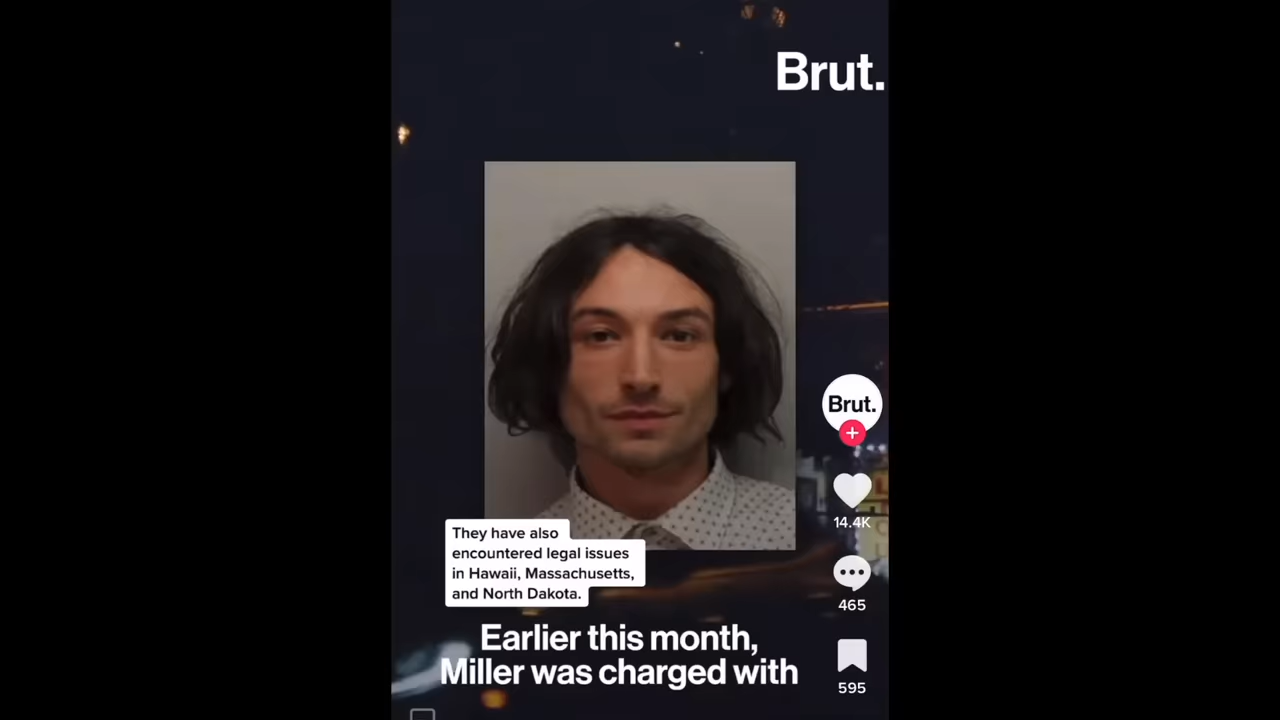 Brut.
Brut.
14.4K
They have also
encountered legal issues
in Hawaii, Massachusetts,
and North Dakota.
465
Earlier this month,
Miller was charged with
595